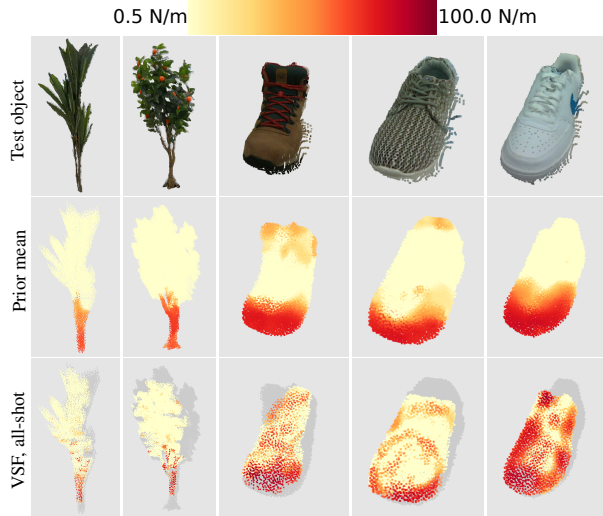 0.5 N/m 100.0 N/m
Test object
Prior mean
VSF, all-shot